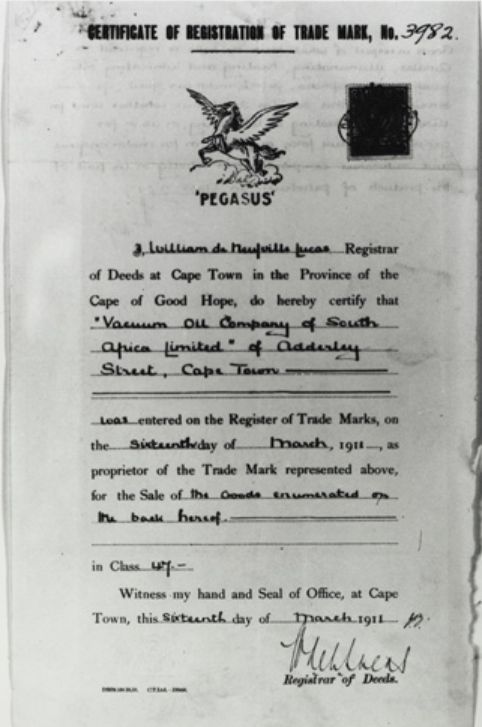 CERTIFICATE OF REGISTRATION OF TRADE MARK, No. 3982.
'PEGASUS'
I, William de Neufville Lucas Registrar
of Deeds at Cape Town in the Province of the
Cape of Good Hope, do hereby certify that
"Vacuum Oil Company of South
Africa Limited" of Adderley
Street, Cape Town
was entered on the Register of Trade Marks, on
the Sixteenth day of March, 1911, as
proprietor of the Trade Mark represented above,
for the Sale of the Goods enumerated on
the back hereof.
in Class 47.-
Witness my hand and Seal of Office, at Cape
Town, this Sixteenth day of March 1911
Registrar of Deeds.